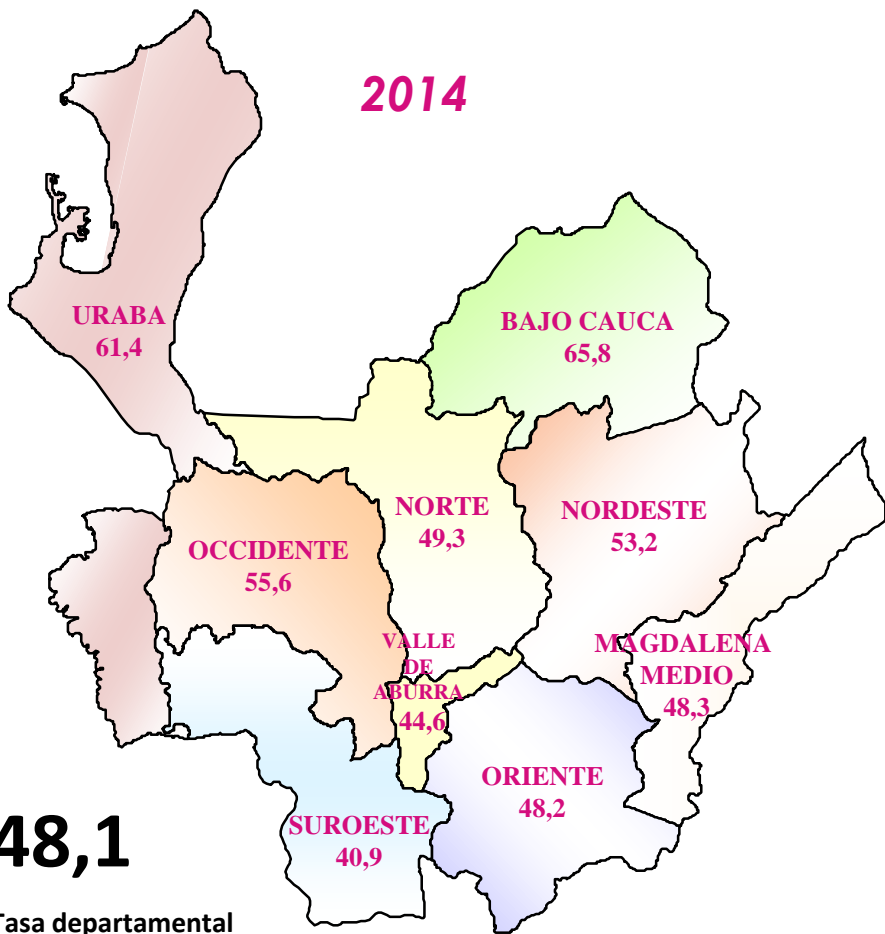 2014
URABA
61,4
BAJO CAUCA
65,8
NORTE
49,3
NORDESTE
53,2
OCCIDENTE
55,6
VALLE
DE
ABURRA
44,6
MAGDALENA
MEDIO
48,3
ORIENTE
48,2
SUROESTE
40,9
48,1
Tasa departamental